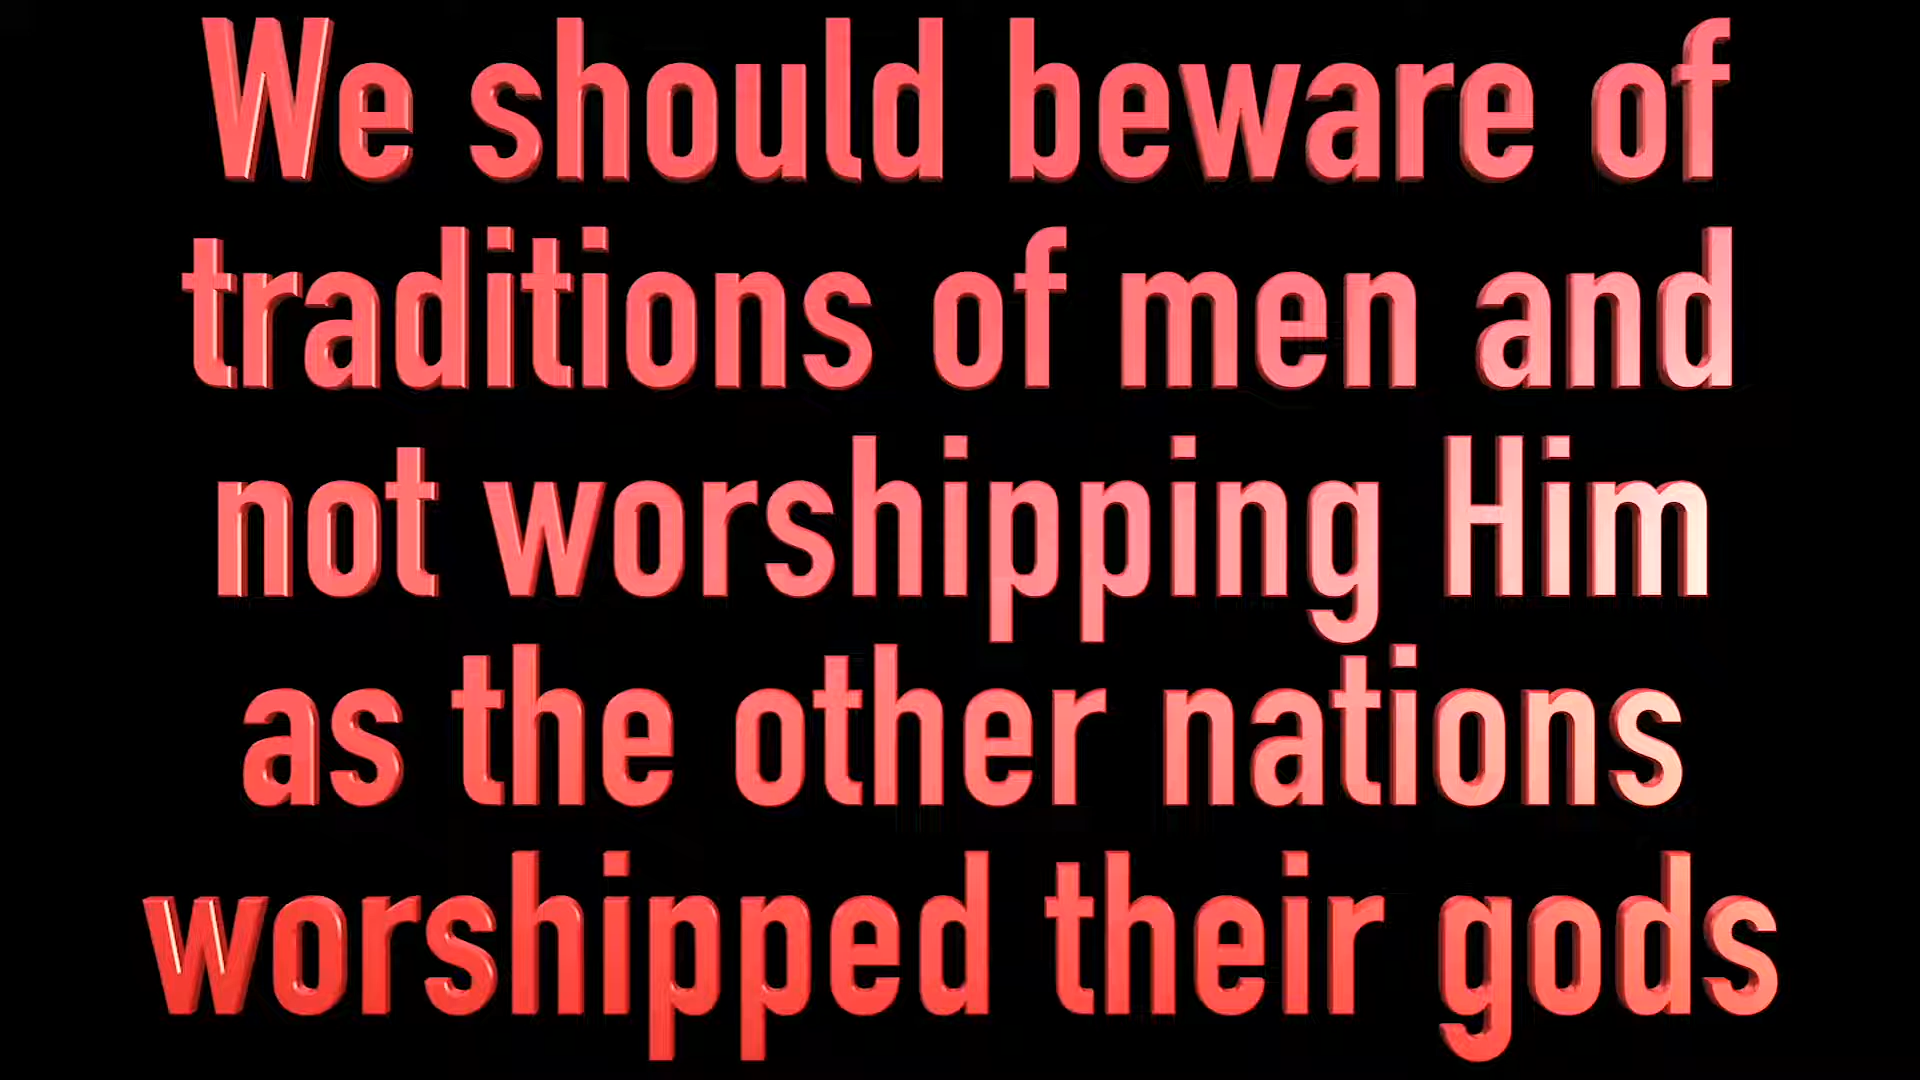 We should beware of
traditions of men and
not worshipping Him
as the other nations
worshipped their gods